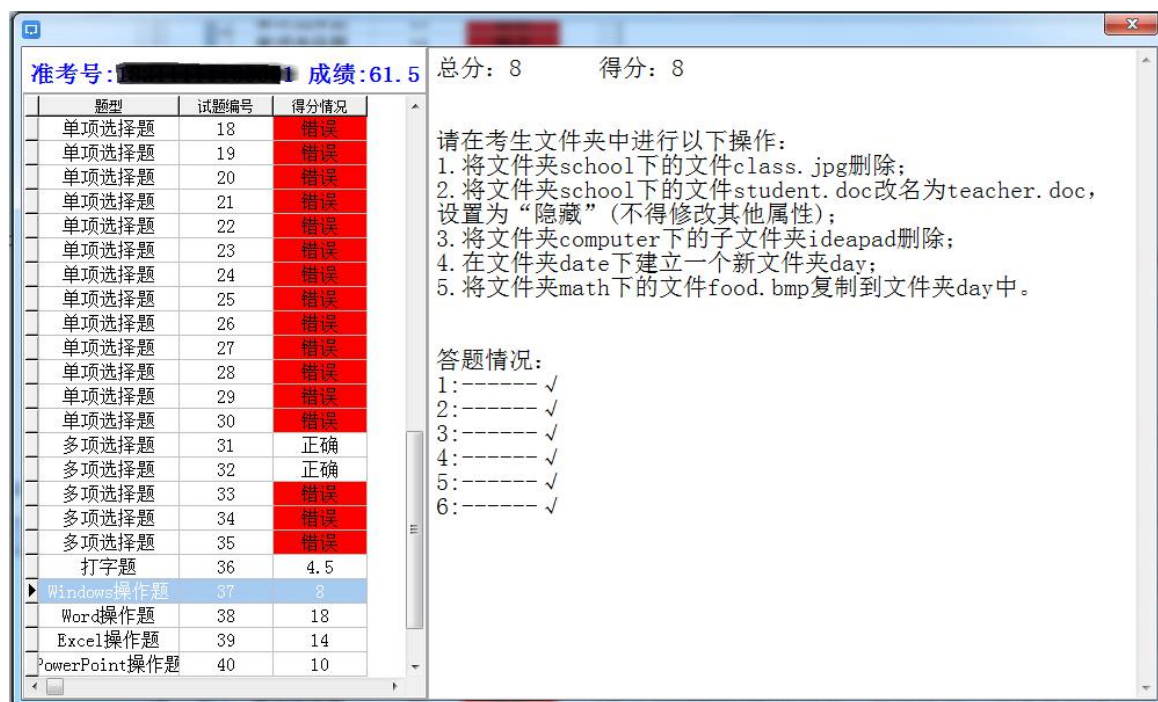 准考号: 成绩:61.5
题型 试题编号 得分情况
单项选择题 18 错误
单项选择题 19 错误
单项选择题 20 错误
单项选择题 21 错误
单项选择题 22 错误
单项选择题 23 错误
单项选择题 24 错误
单项选择题 25 错误
单项选择题 26 错误
单项选择题 27 错误
单项选择题 28 错误
单项选择题 29 错误
单项选择题 30 错误
多项选择题 31 正确
多项选择题 32 正确
多项选择题 33 错误
多项选择题 34 错误
多项选择题 35 错误
打字题 36 4.5
Windows操作题 37 8
Word操作题 38 18
Excel操作题 39 14
PowerPoint操作题 40 10
总分: 8 得分: 8
请在考生文件夹中进行以下操作:
1.将文件夹school下的文件class.jpg删除;
2.将文件夹school下的文件student.doc改名为teacher.doc,
设置为“隐藏”(不得修改其他属性);
3.将文件夹computer下的子文件夹ideapad删除;
4.在文件夹date下建立一个新文件夹day;
5.将文件夹math下的文件food.bmp复制到文件夹day中。
答题情况:
1:------√
2:------√
3:------√
4:------√
5:------√
6:------√